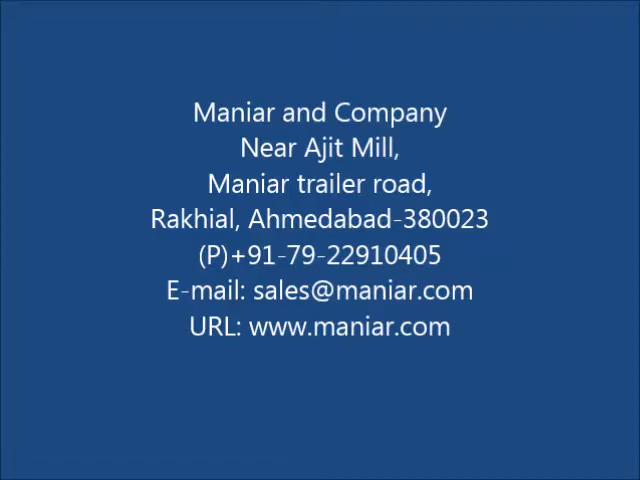 Maniar and Company
Near Ajit Mill,
Maniar trailer road,
Rakhial, Ahmedabad-380023
(P)+91-79-22910405
E-mail: sales@maniar.com
URL: www.maniar.com